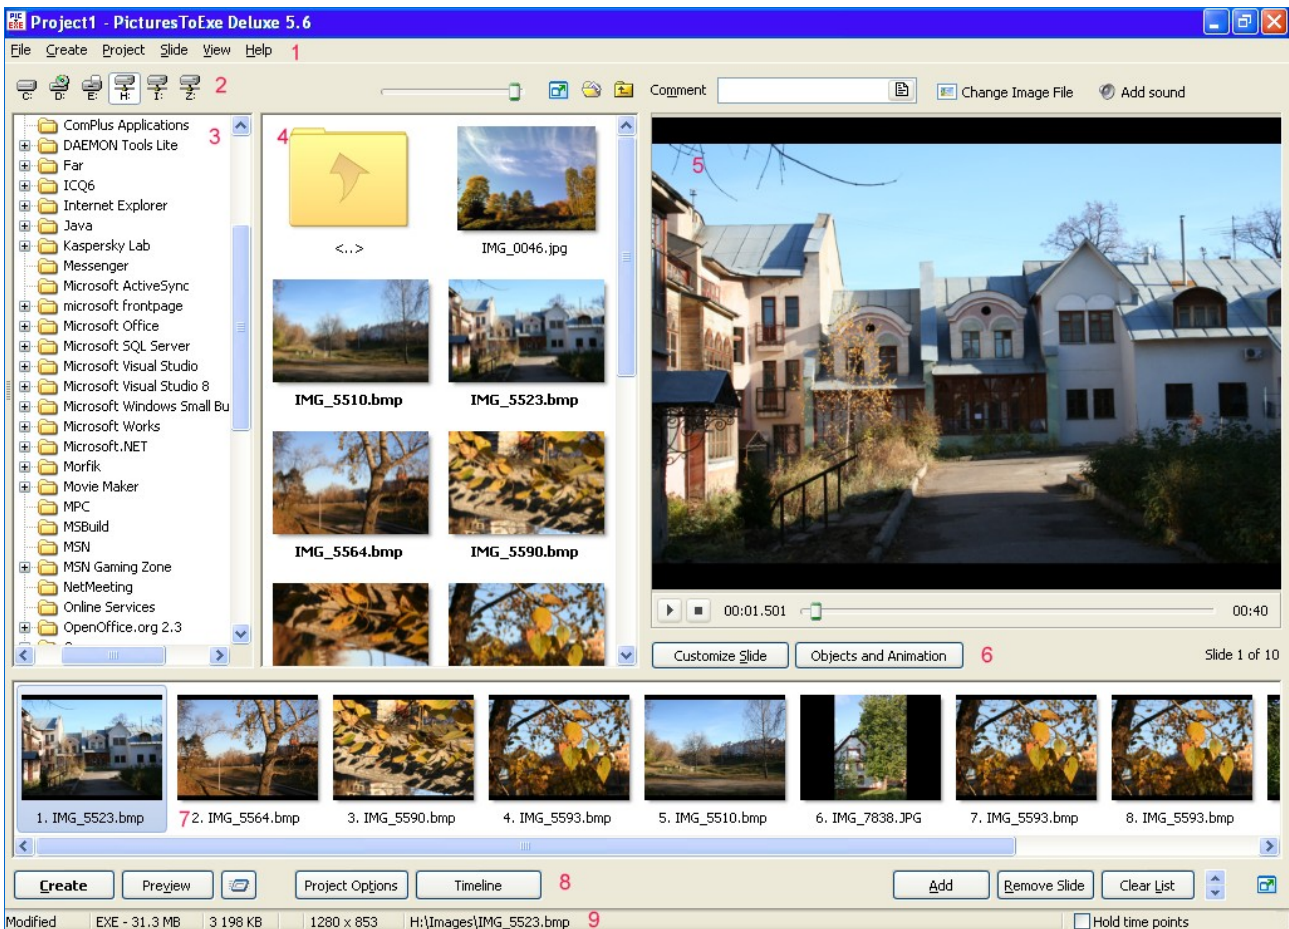 PIC EXE Project1 - PicturesToExe Deluxe 5.6
File Create Project Slide View Help 1
C: D: E: H: I: Z: 2
Comment Change Image File Add sound
3
ComPlus Applications
DAEMON Tools Lite
Far
ICQ6
Internet Explorer
Java
Kaspersky Lab
Messenger
Microsoft ActiveSync
microsoft frontpage
Microsoft Office
Microsoft SQL Server
Microsoft Visual Studio
Microsoft Visual Studio 8
Microsoft Windows Small Bu
Microsoft Works
Microsoft.NET
Morfik
Movie Maker
MPC
MSBuild
MSN
MSN Gaming Zone
NetMeeting
Online Services
OpenOffice.org 2.3
4
<..> IMG_0046.jpg
IMG_5510.bmp IMG_5523.bmp
IMG_5564.bmp IMG_5590.bmp
5
00:01.501 00:40
Customize Slide Objects and Animation 6 Slide 1 of 10
1. IMG_5523.bmp 7 2. IMG_5564.bmp 3. IMG_5590.bmp 4. IMG_5593.bmp 5. IMG_5510.bmp 6. IMG_7838.JPG 7. IMG_5593.bmp 8. IMG_5593.bmp
Create Preview Project Options Timeline 8 Add Remove Slide Clear List
Modified EXE - 31.3 MB 3 198 KB 1280 x 853 H:\Images\IMG_5523.bmp 9 Hold time points